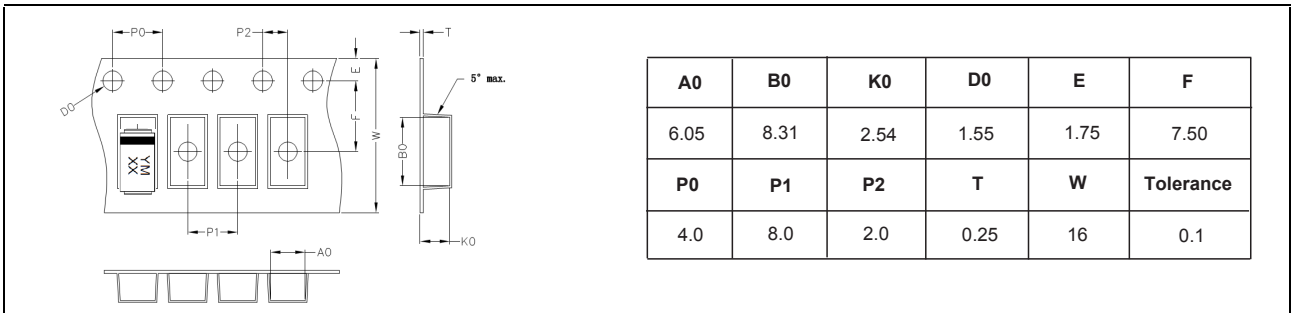 P0 P2 T
E
5° max.
D0
F W
B0
YM
XX
P1
K0
A0
A0 B0 K0 D0 E F
6.05 8.31 2.54 1.55 1.75 7.50
P0 P1 P2 T W Tolerance
4.0 8.0 2.0 0.25 16 0.1